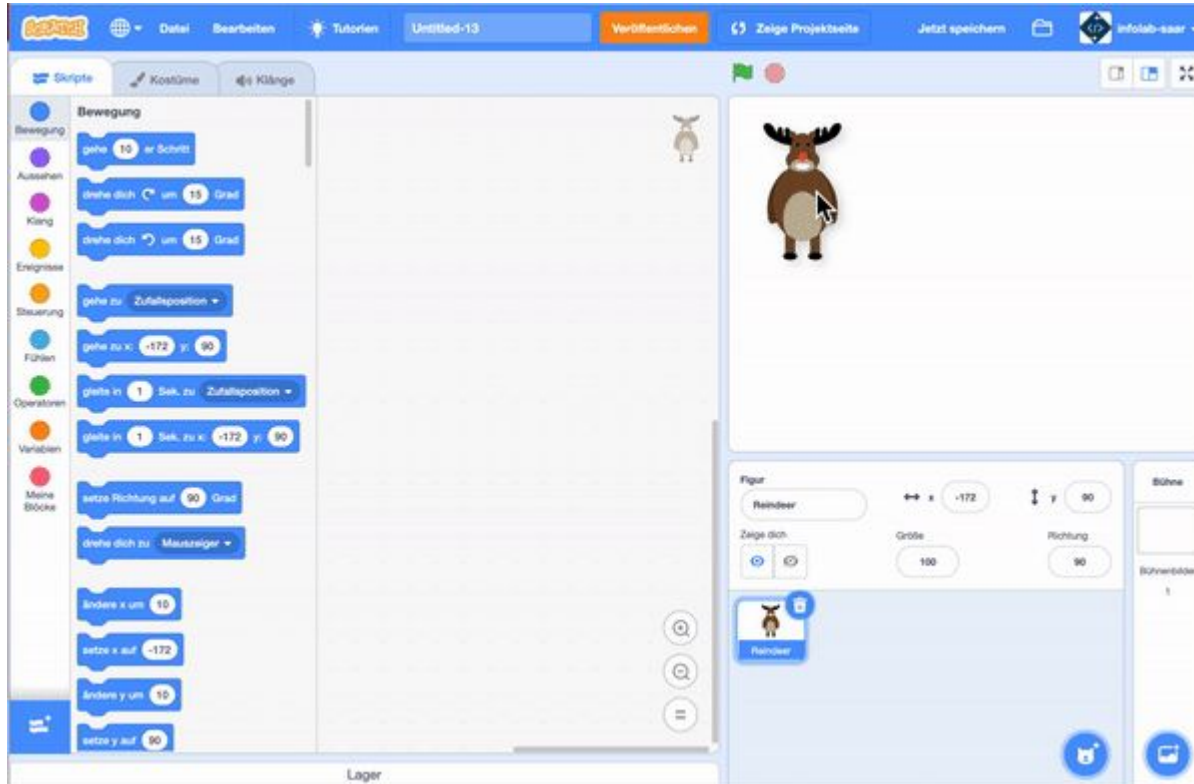 SCRATCH Datei Bearbeiten Tutorien Untitled-13 Veröffentlichen Zeige Projektseite Jetzt speichern infolab-saar
Skripte Kostüme Klänge
Bewegung
Aussehen
Klang
Ereignisse
Steuerung
Fühlen
Operatoren
Variablen
Meine
Blöcke
Bewegung
gehe 10 er Schritt
drehe dich um 15 Grad
drehe dich um 15 Grad
gehe zu Zufallsposition
gehe zu x: -172 y: 90
gleite in 1 Sek. zu Zufallsposition
gleite in 1 Sek. zu x: -172 y: 90
setze Richtung auf 90 Grad
drehe dich zu Mauszeiger
ändere x um 10
setze x auf -172
ändere y um 10
setze y auf 90
Lager
Figur
Reindeer x -172 y 90
Zeige dich Größe Richtung
100 90
Reindeer
Bühne
Bühnenbilder
1